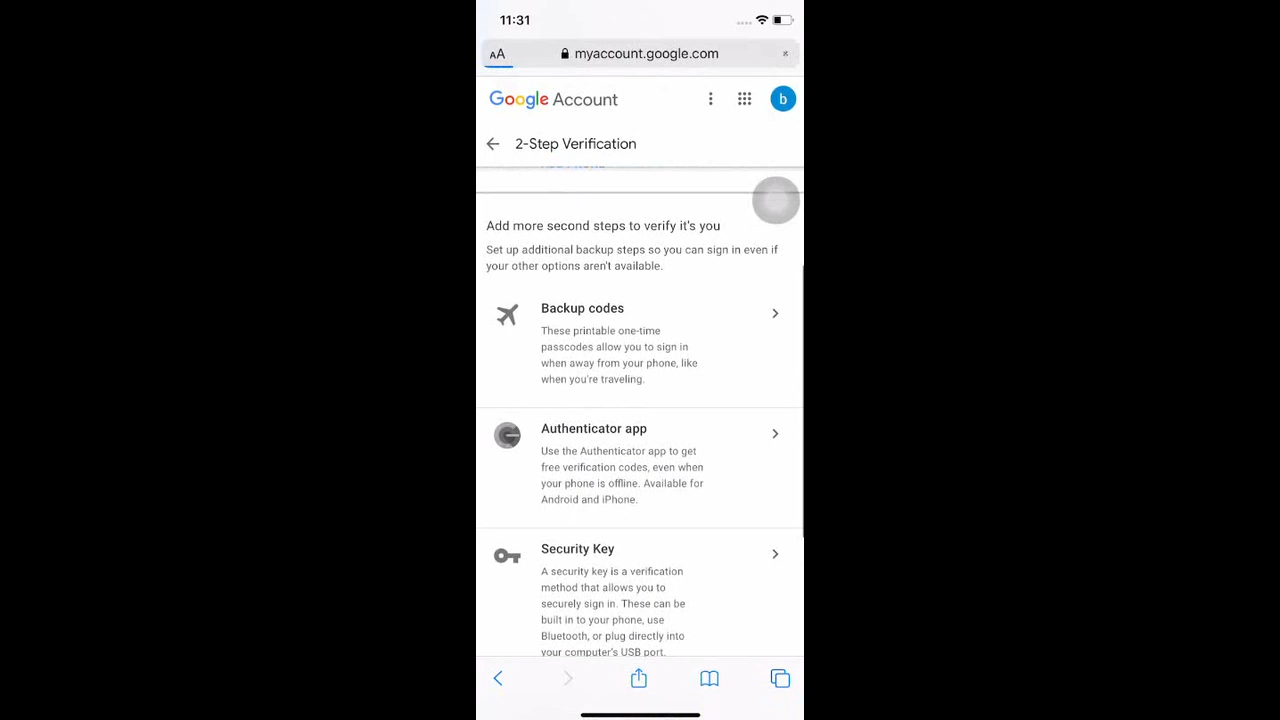 11:31
AA
myaccount.google.com
Google Account
b
2-Step Verification
Add more second steps to verify it's you
Set up additional backup steps so you can sign in even if
your other options aren't available.
Backup codes
These printable one-time
passcodes allow you to sign in
when away from your phone, like
when you're traveling.
Authenticator app
Use the Authenticator app to get
free verification codes, even when
your phone is offline. Available for
Android and iPhone.
Security Key
A security key is a verification
method that allows you to
securely sign in. These can be
built in to your phone, use
Bluetooth, or plug directly into
your computer's USB port.